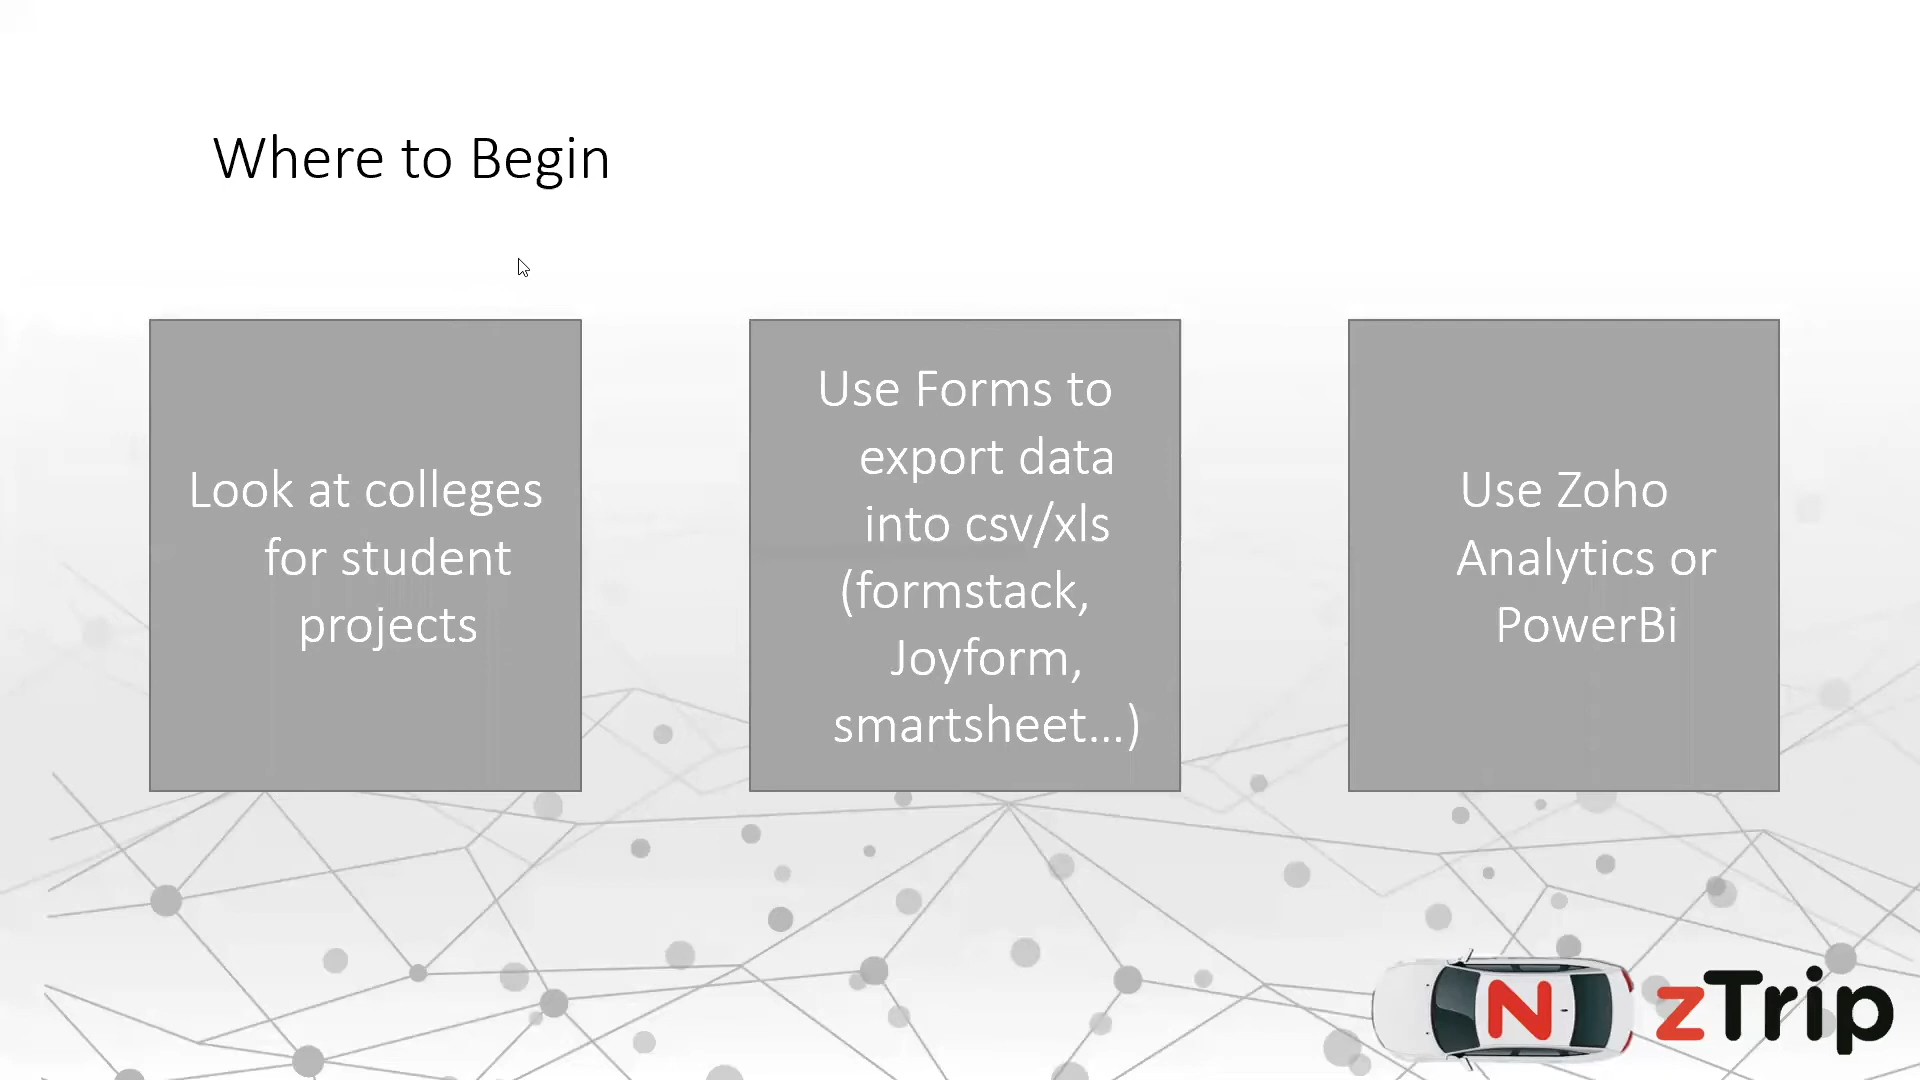 Where to Begin
Look at colleges
for student
projects
Use Forms to
export data
into csv/xls
(formstack,
Joyform,
smartsheet...)
Use Zoho
Analytics or
PowerBi
zTrip